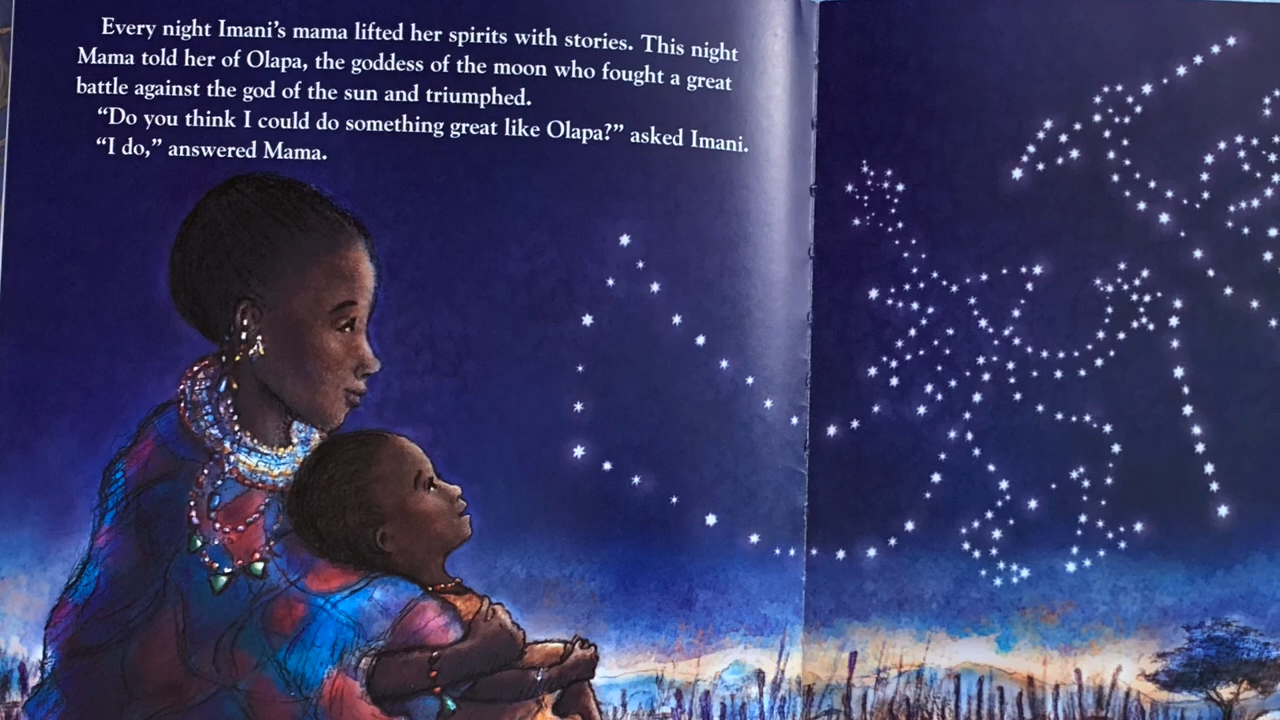 Every night Imani's mama lifted her spirits with stories. This night
Mama told her of Olapa, the goddess of the moon who fought a great
battle against the god of the sun and triumphed.
“Do you think I could do something great like Olapa?” asked Imani.
“I do,” answered Mama.